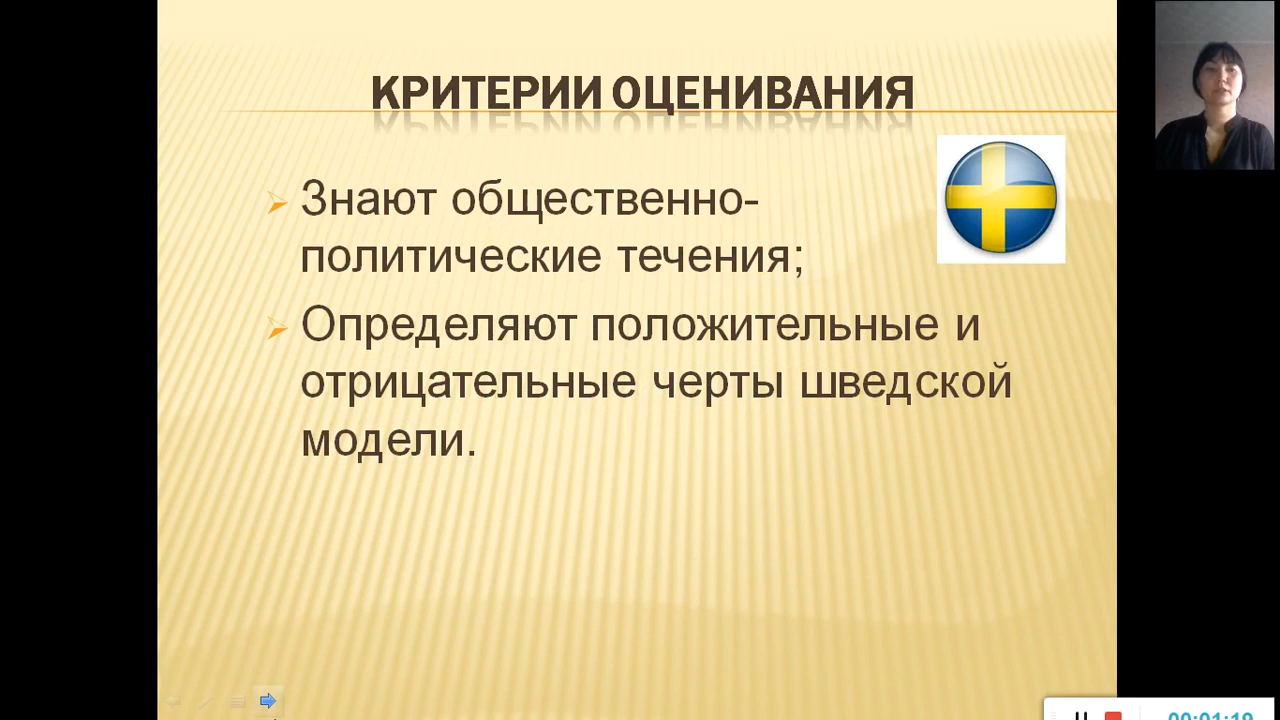 КРИТЕРИИ ОЦЕНИВАНИЯ
Знают общественно-
политические течения;
Определяют положительные и
отрицательные черты шведской
модели.
00:01:19